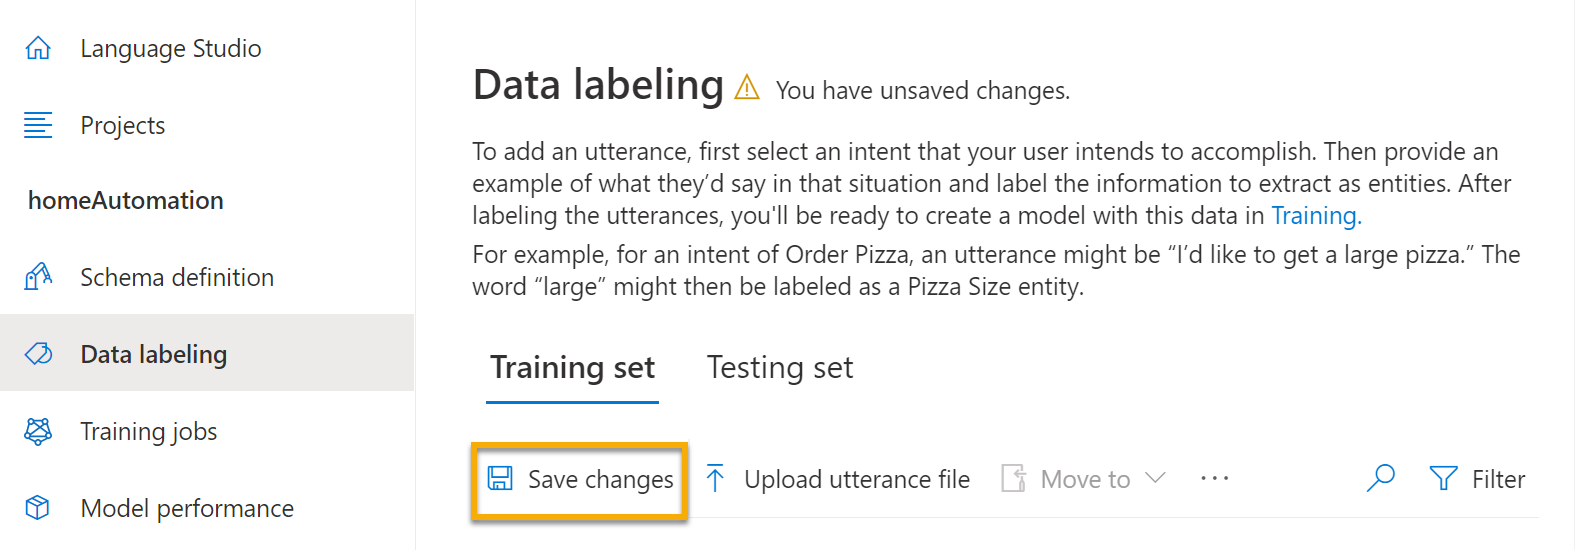 Language Studio
Projects
homeAutomation
Schema definition
Data labeling
Training jobs
Model performance
Data labeling You have unsaved changes.
To add an utterance, first select an intent that your user intends to accomplish. Then provide an
example of what they’d say in that situation and label the information to extract as entities. After
labeling the utterances, you'll be ready to create a model with this data in Training.
For example, for an intent of Order Pizza, an utterance might be “I’d like to get a large pizza.” The
word “large” might then be labeled as a Pizza Size entity.
Training set Testing set
Save changes Upload utterance file Move to ··· Filter